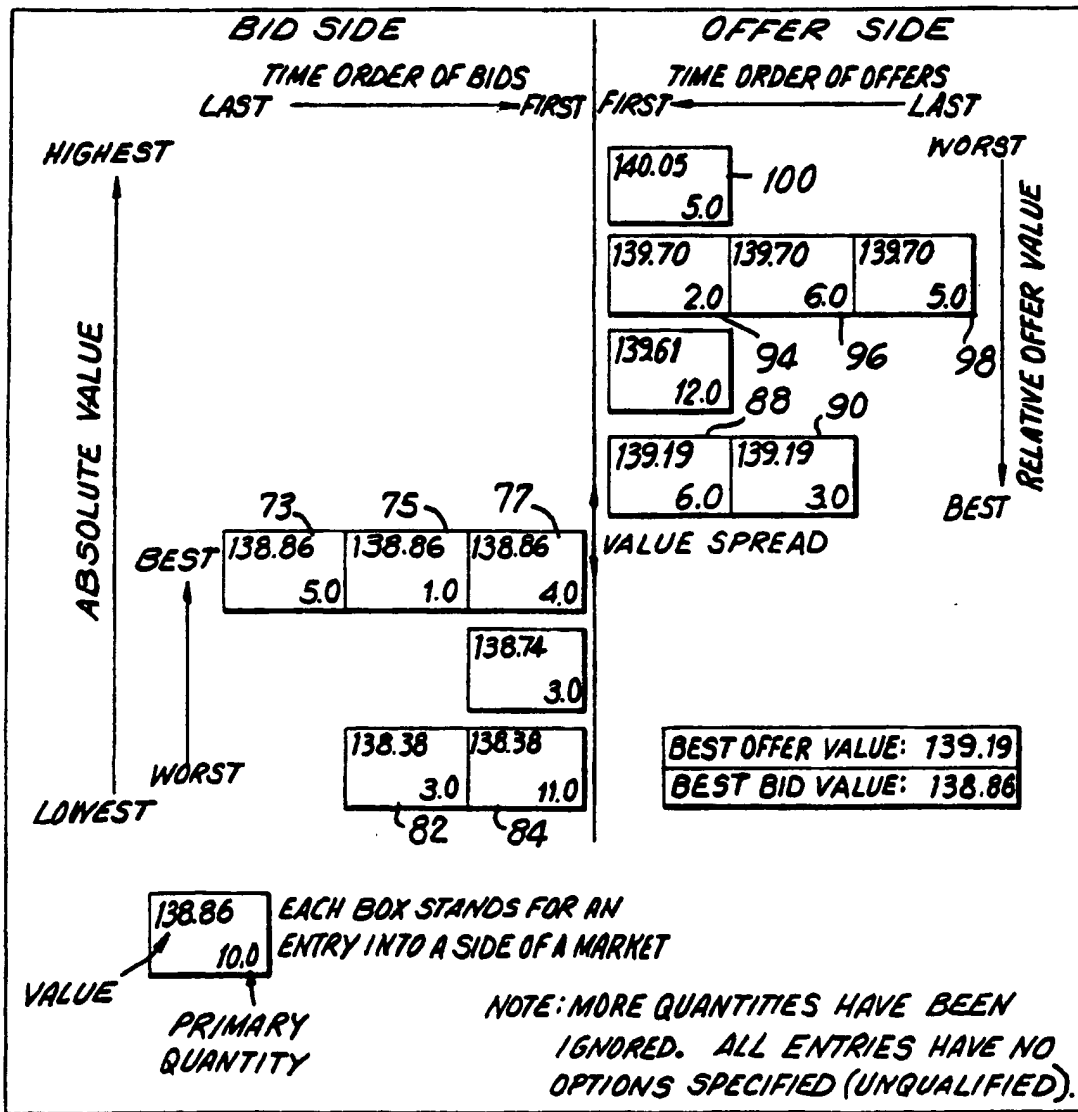 BID SIDE
OFFER SIDE
TIME ORDER OF BIDS
LAST FIRST
TIME ORDER OF OFFERS
FIRST LAST
HIGHEST
ABSOLUTE VALUE
LOWEST
WORST
RELATIVE OFFER VALUE
BEST
140.05
5.0
100
139.70 139.70 139.70
2.0 6.0 5.0
94 96 98
139.61
12.0
88 90
139.19 139.19
6.0 3.0
VALUE SPREAD
73 75 77
BEST
138.86 138.86 138.86
5.0 1.0 4.0
138.74
3.0
WORST
138.38 138.38
3.0 11.0
82 84
BEST OFFER VALUE: 139.19
BEST BID VALUE: 138.86
138.86
10.0
VALUE
PRIMARY
QUANTITY
EACH BOX STANDS FOR AN
ENTRY INTO A SIDE OF A MARKET
NOTE: MORE QUANTITIES HAVE BEEN
IGNORED. ALL ENTRIES HAVE NO
OPTIONS SPECIFIED (UNQUALIFIED).